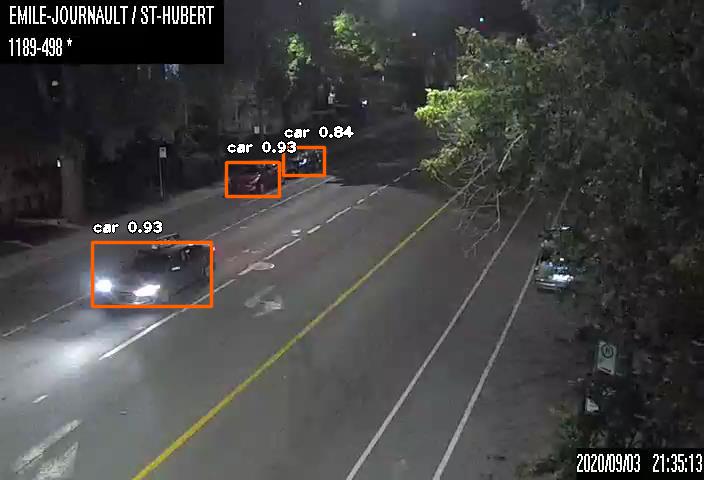 EMILE-JOURNAULT / ST-HUBERT
1189-498 *
car 0.84
car 0.93
car 0.93
2020/09/03 21:35:13